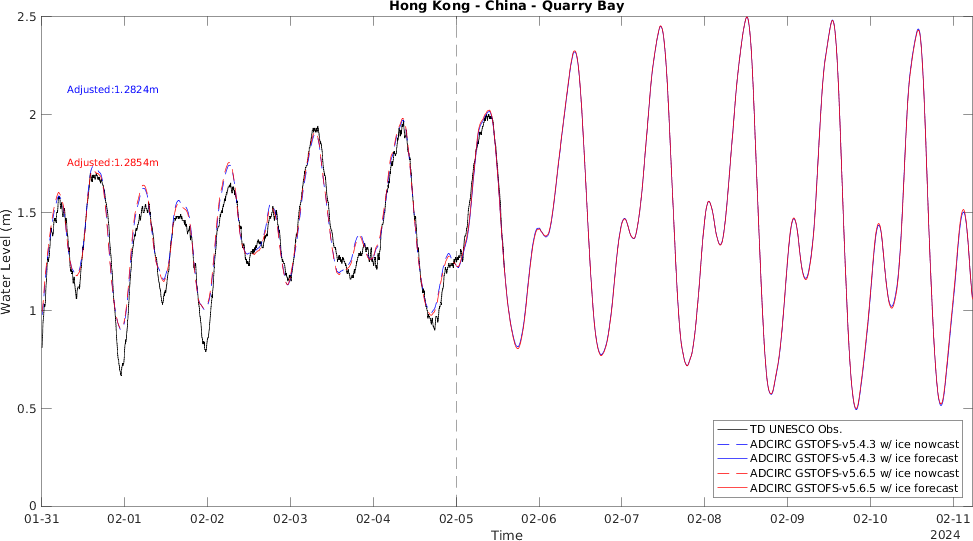 Hong Kong - China - Quarry Bay
2.5
2
1.5
1
0.5
0
Water Level (m)
Adjusted:1.2824m
Adjusted:1.2854m
TD UNESCO Obs.
ADCIRC GSTOFS-v5.4.3 w/ ice nowcast
ADCIRC GSTOFS-v5.4.3 w/ ice forecast
ADCIRC GSTOFS-v5.6.5 w/ ice nowcast
ADCIRC GSTOFS-v5.6.5 w/ ice forecast
01-31 02-01 02-02 02-03 02-04 02-05 02-06 02-07 02-08 02-09 02-10 02-11
Time
2024